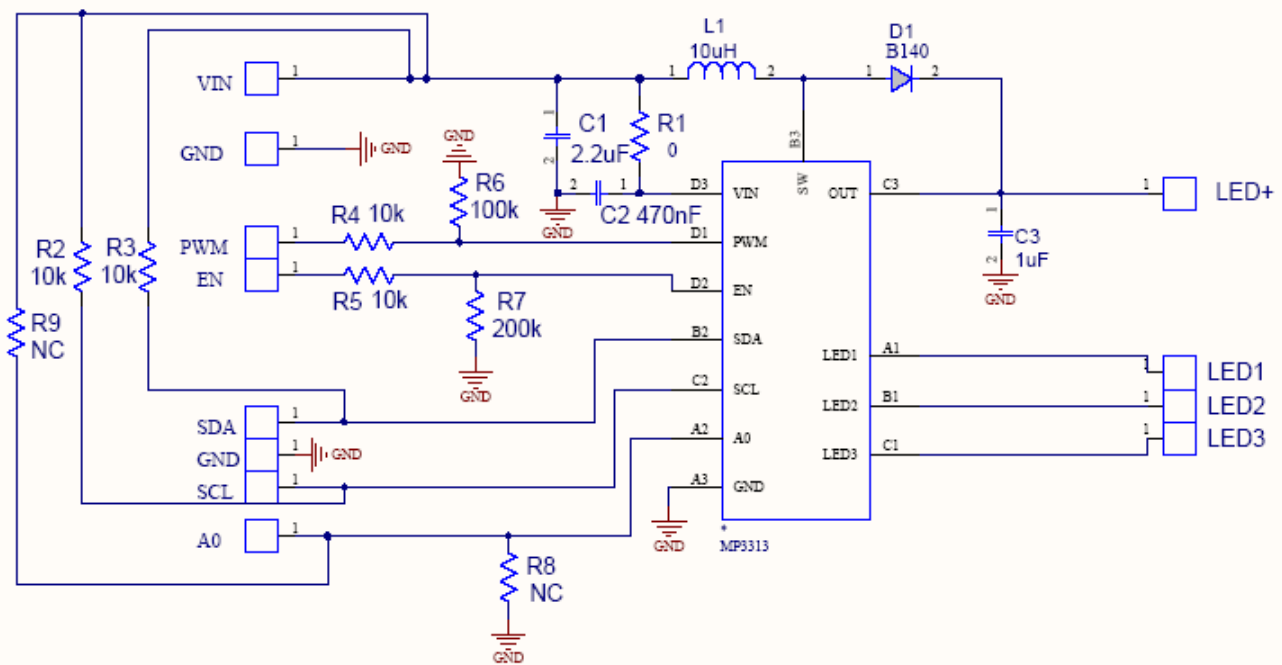 L1
10uH
1
2
D1
B140
1
2
VIN
1
GND
1
GND
GND
1
C1
2.2uF
2
R1
0
B3
SW
R6
100k
2
1
C2 470nF
GND
D3
VIN
OUT
C3
1
LED+
1
C3
1uF
2
GND
R2
10k
R3
10k
PWM
1
R4 10k
D1
PWM
EN
1
R5 10k
D2
EN
R7
200k
GND
R9
NC
B2
SDA
C2
SCL
A2
A0
A3
GND
GND
LED1
A1
1
LED1
LED2
B1
1
LED2
LED3
C1
1
LED3
SDA
1
GND
1
GND
SCL
1
A0
1
R8
NC
GND
*
MP3313